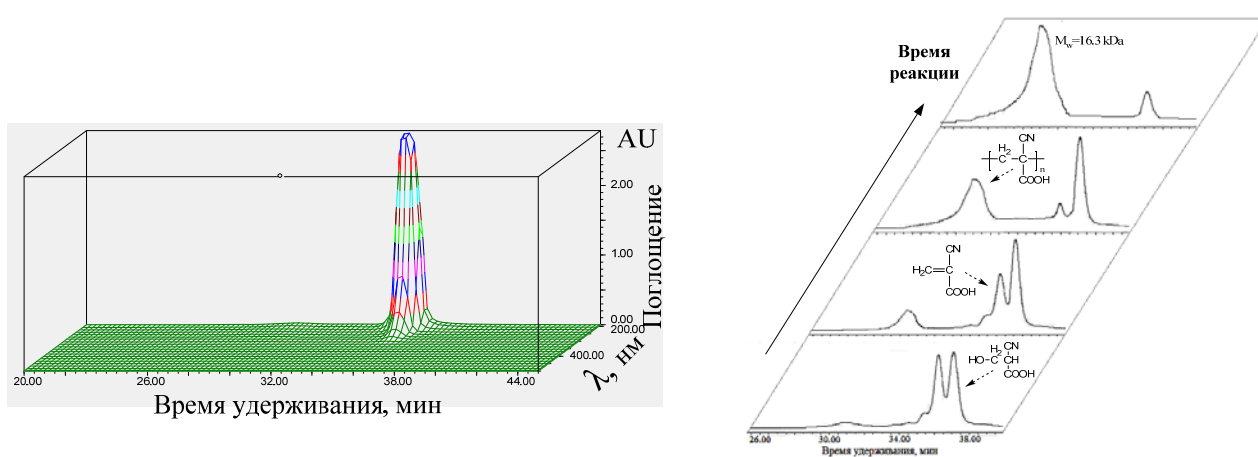 AU
2.00
1.00
0.00
Поглощение
200.00
400.00
λ, нм
20.00 26.00 32.00 38.00 44.00
Время удерживания, мин
Время
реакции
Mw=16.3 kDa
CN
H2
C C
n
COOH
CN
H2C C
COOH
H2 CN
HO-C CH
COOH
26.00 30.00 34.00 38.00
Время удерживания, мин